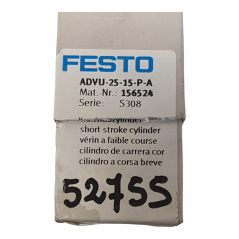 FESTO
ADVU-25-15-P-A
Mat.-Nr.: 156524
Serie: S308
short-stroke cylinder
vérin à faible course
cilindro de carrera cor
cilindro a corsa breve
52755